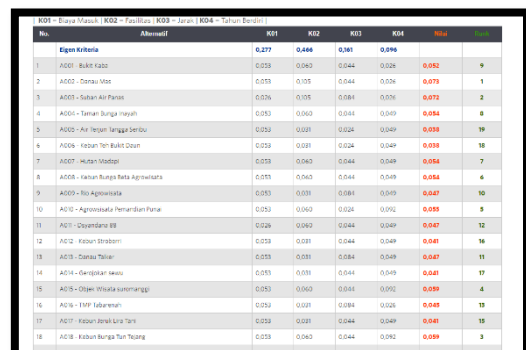 | K01 – Biaya Masuk | K02 – Fasilitas | K03 – Jarak | K04 – Tahun Berdiri |
No. Alternatif K01 K02 K03 K04 Nilai Rank
Eigen Kriteria 0,277 0,466 0,161 0,096
1 A001 - Bukit Kaba 0,053 0,060 0,044 0,026 0,052 9
2 A002 - Danau Mas 0,053 0,105 0,044 0,026 0,073 1
3 A003 - Suban Air Panas 0,026 0,105 0,084 0,026 0,072 2
4 A004 - Taman Bunga Inayah 0,053 0,060 0,044 0,049 0,054 8
5 A005 - Air Terjun Tangga Seribu 0,053 0,031 0,024 0,049 0,038 19
6 A006 - Kebun Teh Bukit Daun 0,053 0,031 0,024 0,049 0,038 18
7 A007 - Hutan Madapi 0,053 0,060 0,044 0,049 0,054 7
8 A008 - Kebun Bunga Beta Agrowisata 0,053 0,060 0,044 0,049 0,054 6
9 A009 - Rio Agrowisata 0,053 0,031 0,084 0,049 0,047 10
10 A010 - Agrowisata Pemandian Punai 0,053 0,060 0,024 0,092 0,055 5
11 A011 - Dayandana 88 0,026 0,060 0,044 0,049 0,047 12
12 A012 - Kebun Stroberri 0,053 0,031 0,044 0,049 0,041 16
13 A013 - Danau Talker 0,053 0,031 0,084 0,049 0,047 11
14 A014 - Gerojokan sewu 0,053 0,031 0,044 0,049 0,041 17
15 A015 - Objek Wisata suromanggi 0,053 0,060 0,044 0,092 0,059 4
16 A016 - TMP Tabarenah 0,053 0,031 0,084 0,026 0,045 13
17 A017 - Kebun Jeruk Lira Tani 0,053 0,031 0,044 0,049 0,041 15
18 A018 - Kebun Bunga Tan Tejang 0,053 0,060 0,044 0,092 0,059 3